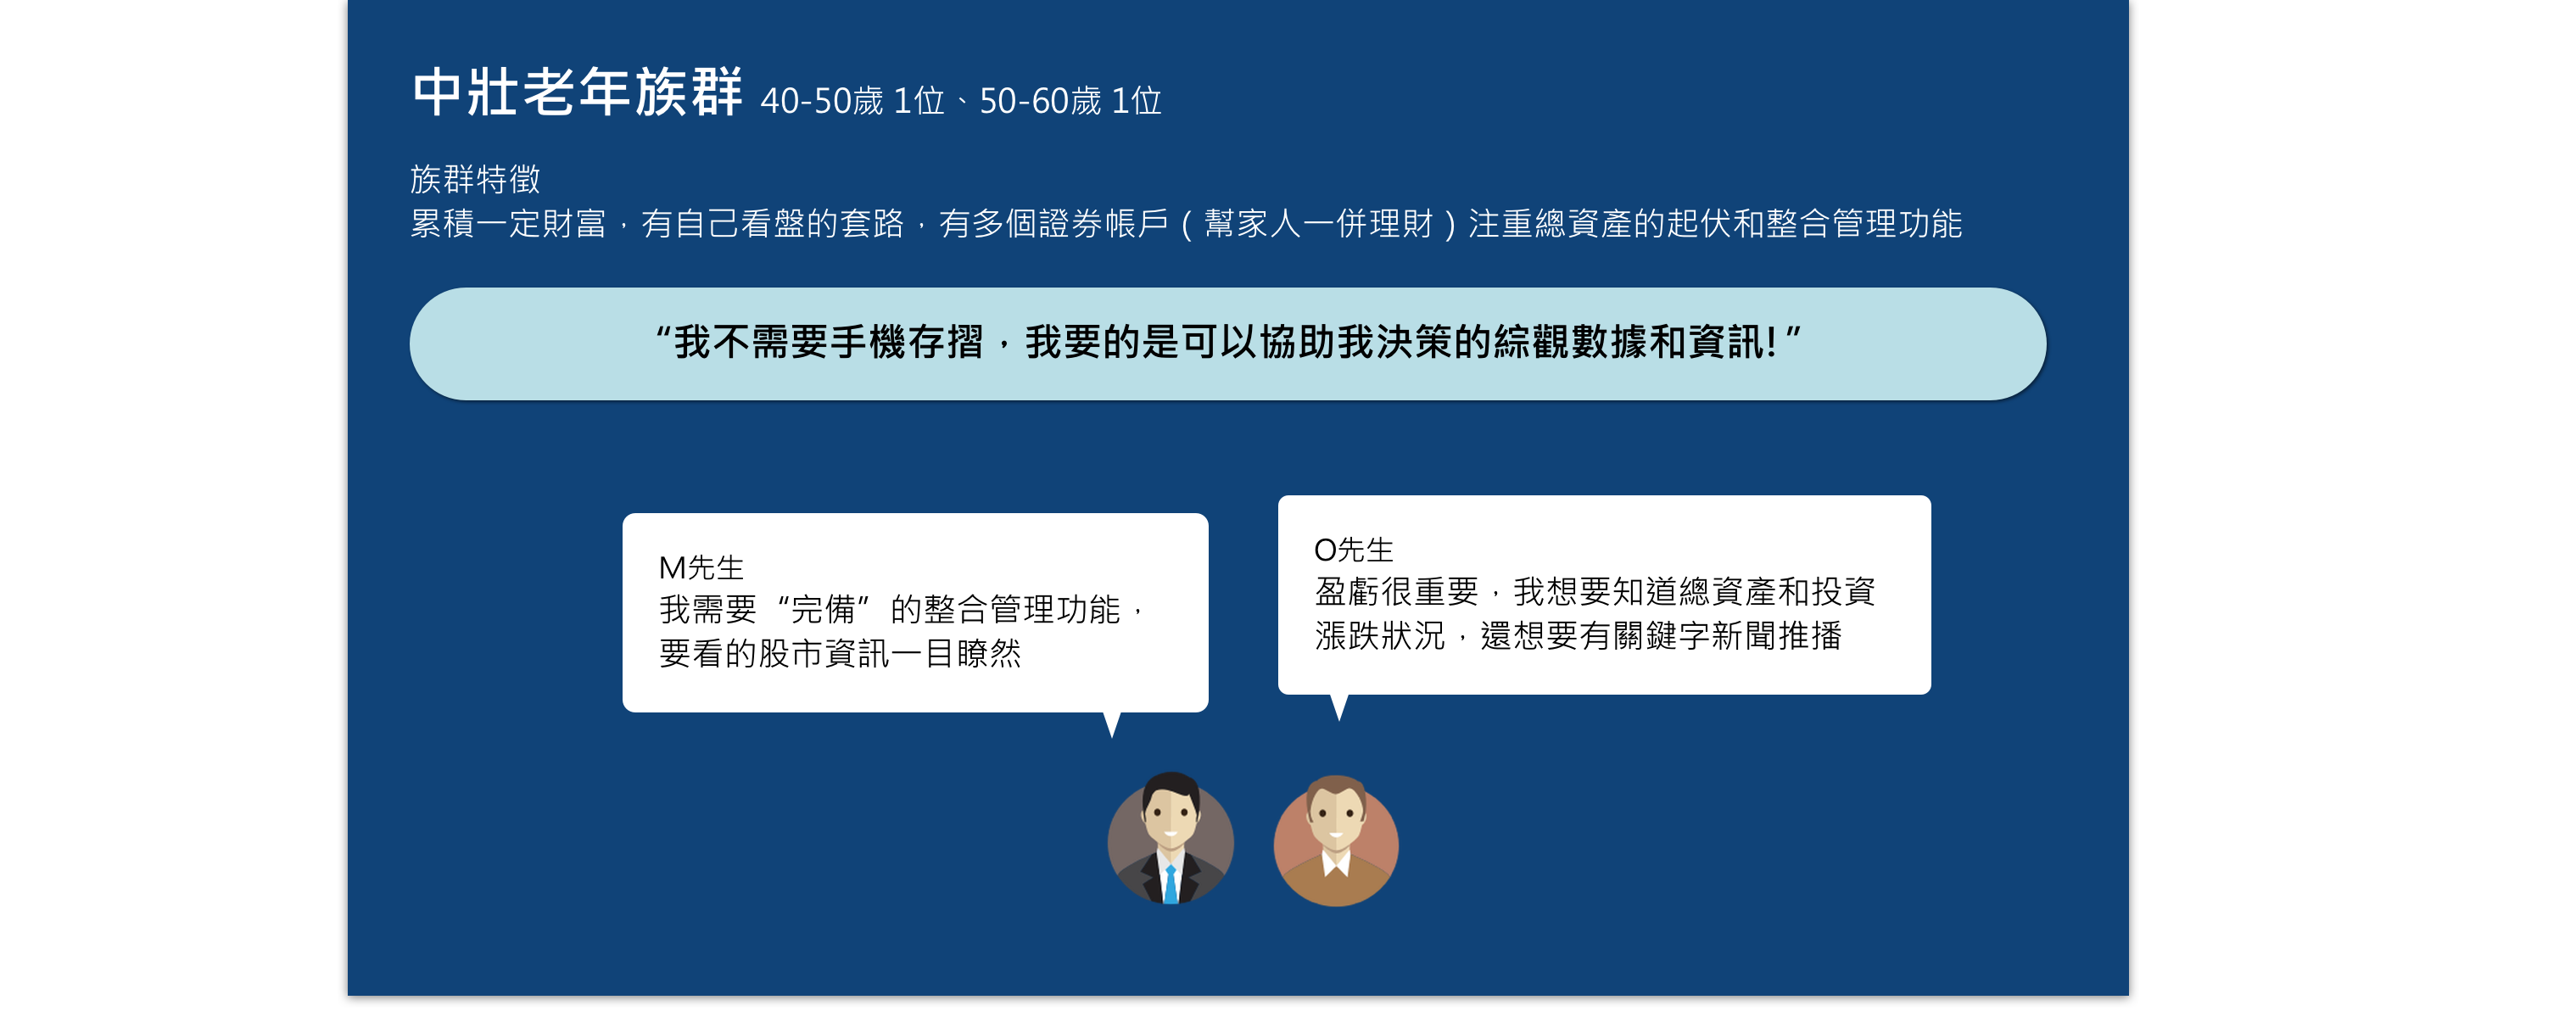 中壯老年族群 40-50歲 1位、50-60歲 1位
族群特徵
累積一定財富，有自己看盤的套路，有多個證券帳戶（幫家人一併理財）注重總資產的起伏和整合管理功能
“我不需要手機存摺，我要的是可以協助我決策的綜觀數據和資訊!”
M先生
我需要“完備”的整合管理功能，
要看的股市資訊一目瞭然
O先生
盈虧很重要，我想要知道總資產和投資
漲跌狀況，還想要有關鍵字新聞推播